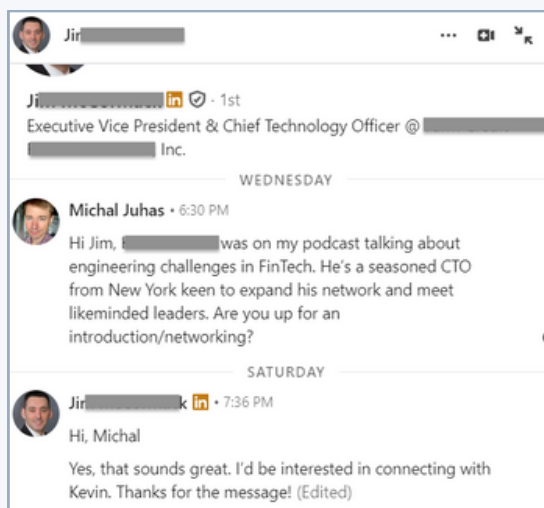 Jir
Ji in · 1st
Executive Vice President & Chief Technology Officer @
Inc.
WEDNESDAY
Michal Juhas • 6:30 PM
Hi Jim, was on my podcast talking about
engineering challenges in FinTech. He's a seasoned CTO
from New York keen to expand his network and meet
likeminded leaders. Are you up for an
introduction/networking?
SATURDAY
Jir k in • 7:36 PM
Hi, Michal
Yes, that sounds great. I'd be interested in connecting with
Kevin. Thanks for the message! (Edited)